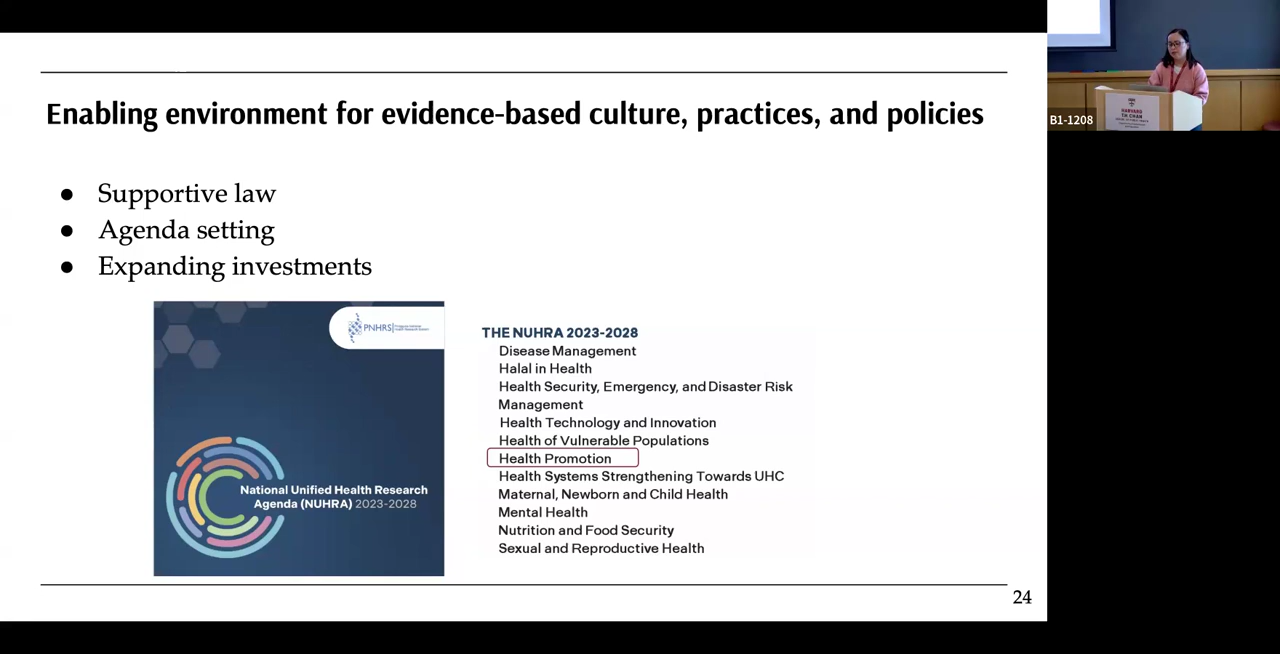 Enabling environment for evidence-based culture, practices, and policies
● Supportive law
● Agenda setting
● Expanding investments
PNHRS
National Unified Health Research
Agenda (NUHRA) 2023-2028
THE NUHRA 2023-2028
Disease Management
Halal in Health
Health Security, Emergency, and Disaster Risk
Management
Health Technology and Innovation
Health of Vulnerable Populations
Health Promotion
Health Systems Strengthening Towards UHC
Maternal, Newborn and Child Health
Mental Health
Nutrition and Food Security
Sexual and Reproductive Health
24
B1-1208
HARVARD
TH CHAN